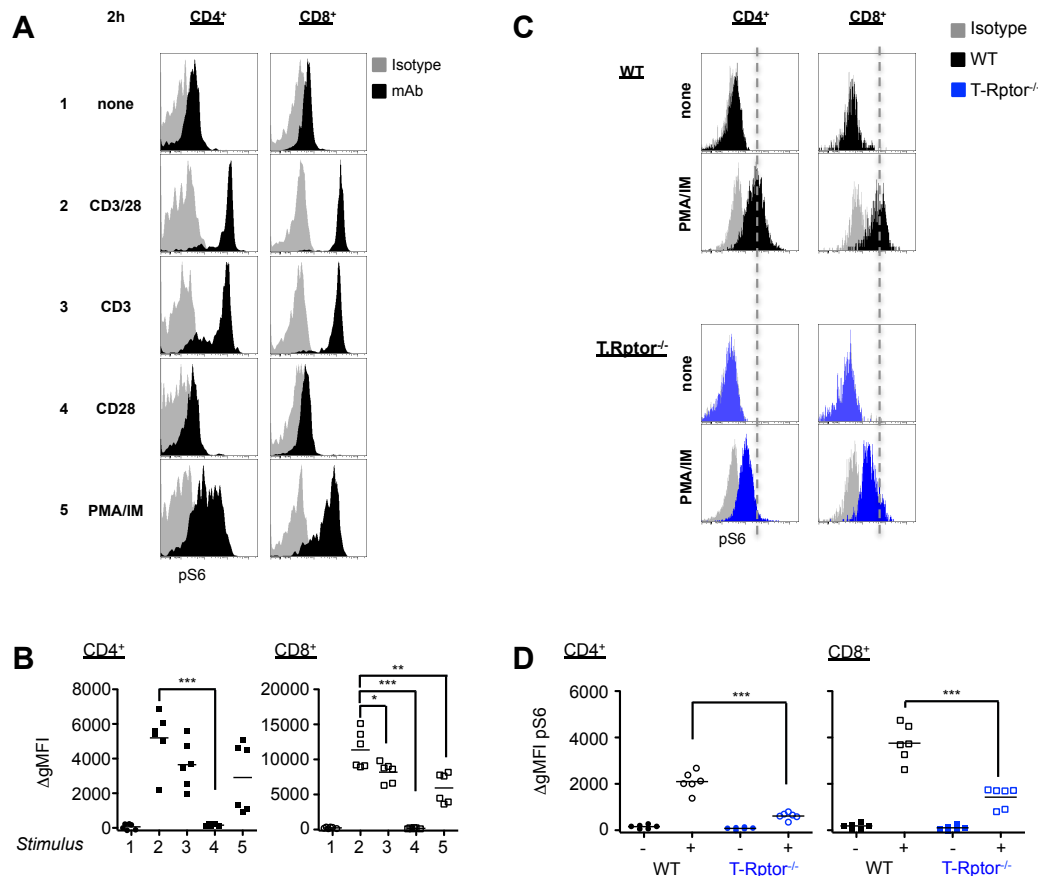 A
2h
CD4⁺
CD8⁺
Isotype
mAb
1 none
2 CD3/28
3 CD3
4 CD28
5 PMA/IM
pS6
C
CD4⁺
CD8⁺
Isotype
WT
T-Rptor⁻/⁻
WT
none
PMA/IM
T.Rptor⁻/⁻
none
PMA/IM
pS6
B
CD4⁺
ΔgMFI
8000
6000
4000
2000
0
***
Stimulus
1 2 3 4 5
CD8⁺
20000
15000
10000
5000
0
**
***
*
1 2 3 4 5
D
CD4⁺
ΔgMFI pS6
6000
4000
2000
0
***
- + - +
WT T-Rptor⁻/⁻
CD8⁺
***
- + - +
WT T-Rptor⁻/⁻